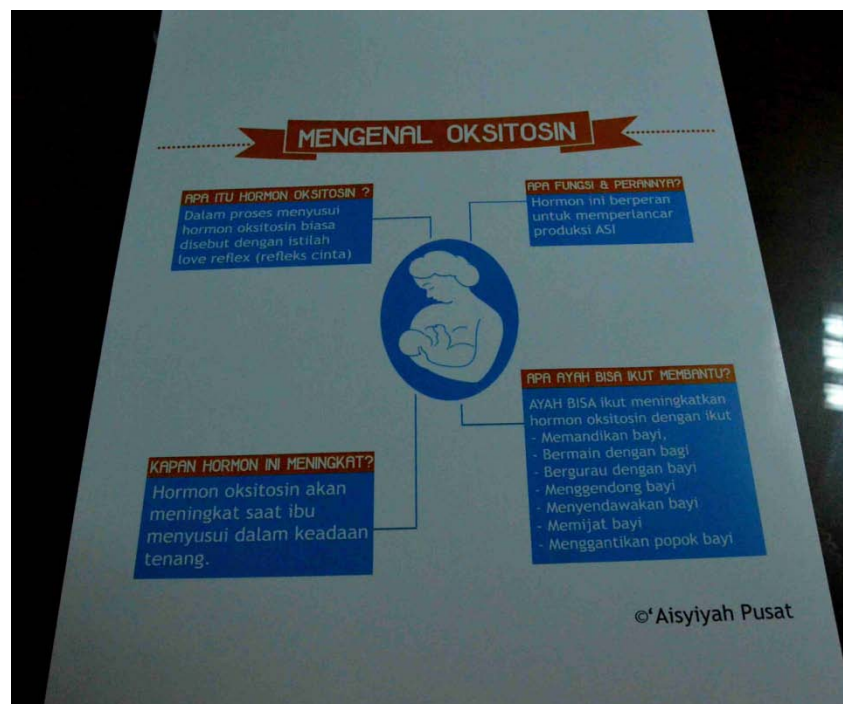 MENGENAL OKSITOSIN
APA ITU HORMON OKSITOSIN ?
Dalam proses menyusui
hormon oksitosin biasa
disebut dengan istilah
love reflex (refleks cinta)
APA FUNGSI & PERANNYA?
Hormon ini berperan
untuk memperlancar
produksi ASI
KAPAN HORMON INI MENINGKAT?
Hormon oksitosin akan
meningkat saat ibu
menyusui dalam keadaan
tenang.
APA AYAH BISA IKUT MEMBANTU?
AYAH BISA ikut meningkatkan
hormon oksitosin dengan ikut
- Memandikan bayi,
- Bermain dengan bagi
- Bergurau dengan bayi
- Menggendong bayi
- Menyendawakan bayi
- Memijat bayi
- Menggantikan popok bayi
©‘Aisyiyah Pusat